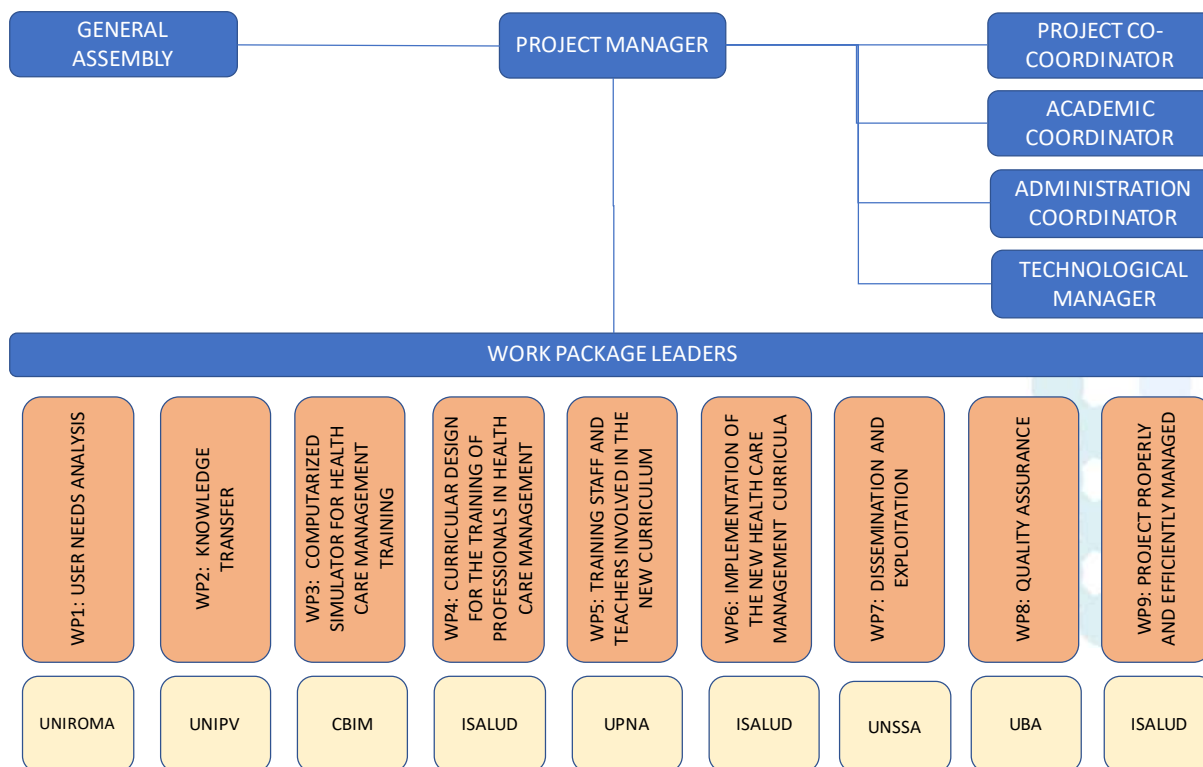 GENERAL
ASSEMBLY
PROJECT MANAGER
PROJECT CO-
COORDINATOR
ACADEMIC
COORDINATOR
ADMINISTRATION
COORDINATOR
TECHNOLOGICAL
MANAGER
WORK PACKAGE LEADERS
WP1: USER NEEDS ANALYSIS
WP2: KNOWLEDGE
TRANSFER
WP3: COMPUTARIZED
SIMULATOR FOR HEALTH
CARE MANAGEMENT
TRAINING
WP4: CURRICULAR DESIGN
FOR THE TRAINING OF
PROFESSIONALS IN HEALTH
CARE MANAGEMENT
WP5: TRAINING STAFF AND
TEACHERS INVOLVED IN THE
NEW CURRICULUM
WP6: IMPLEMENTATION OF
THE NEW HEALTH CARE
MANAGEMENT CURRICULA
WP7: DISSEMINATION AND
EXPLOITATION
WP8: QUALITY ASSURANCE
WP9: PROJECT PROPERLY
AND EFFICIENTLY MANAGED
UNIROMA
UNIPV
CBIM
ISALUD
UPNA
ISALUD
UNSSA
UBA
ISALUD